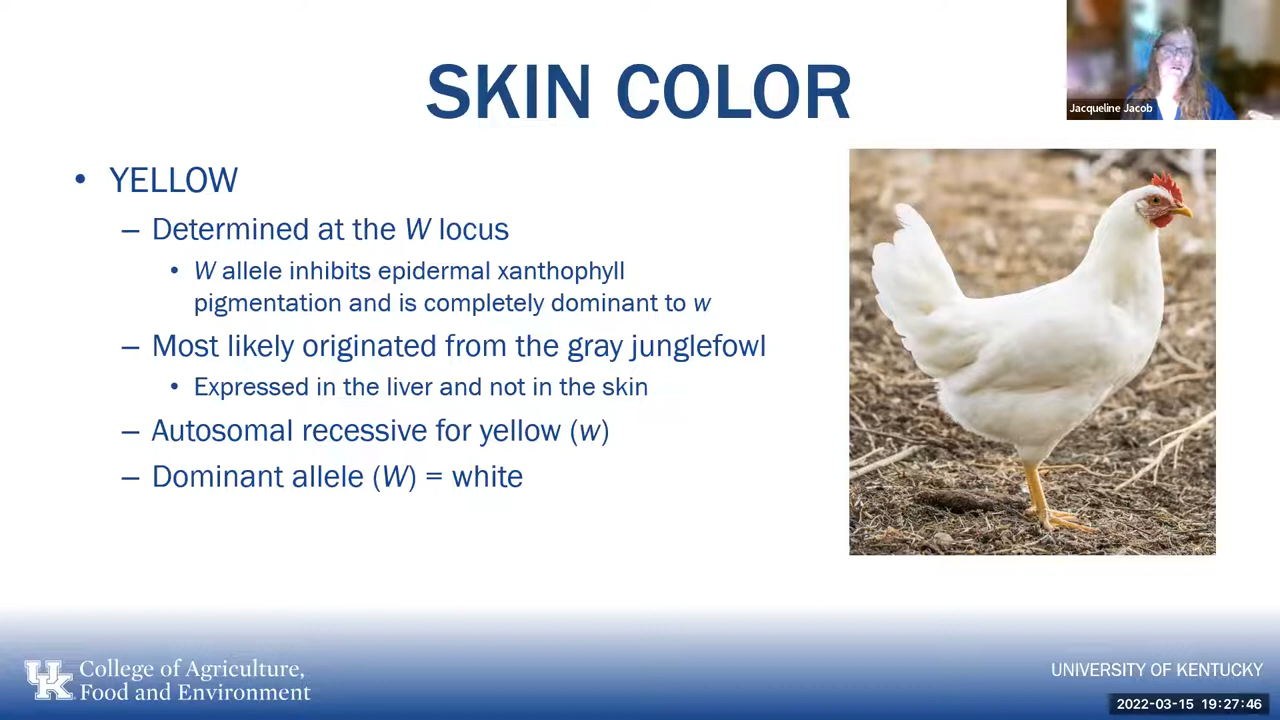 SKIN COLOR
Jacqueline Jacob
• YELLOW
– Determined at the W locus
• W allele inhibits epidermal xanthophyll
pigmentation and is completely dominant to w
– Most likely originated from the gray junglefowl
• Expressed in the liver and not in the skin
– Autosomal recessive for yellow (w)
– Dominant allele (W) = white
UK College of Agriculture,
Food and Environment
UNIVERSITY OF KENTUCKY
2022-03-15 19:27:46